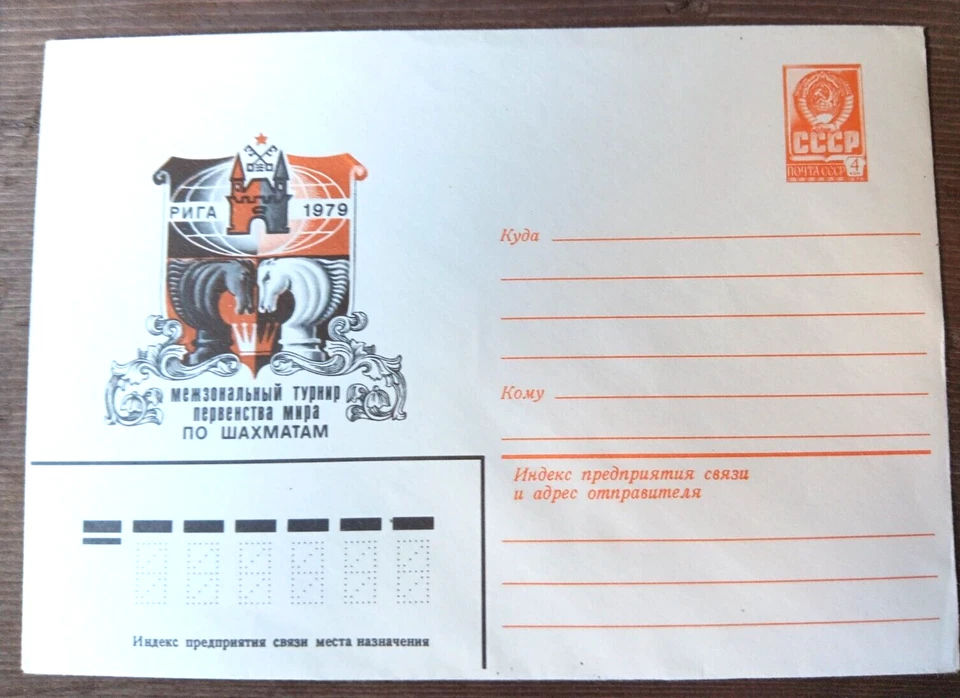 СССР
ПОЧТА СССР 4
РИГА 1979
межзональный турнир
первенства мира
ПО ШАХМАТАМ
Куда
Кому
Индекс предприятия связи
и адрес отправителя
Индекс предприятия связи места назначения